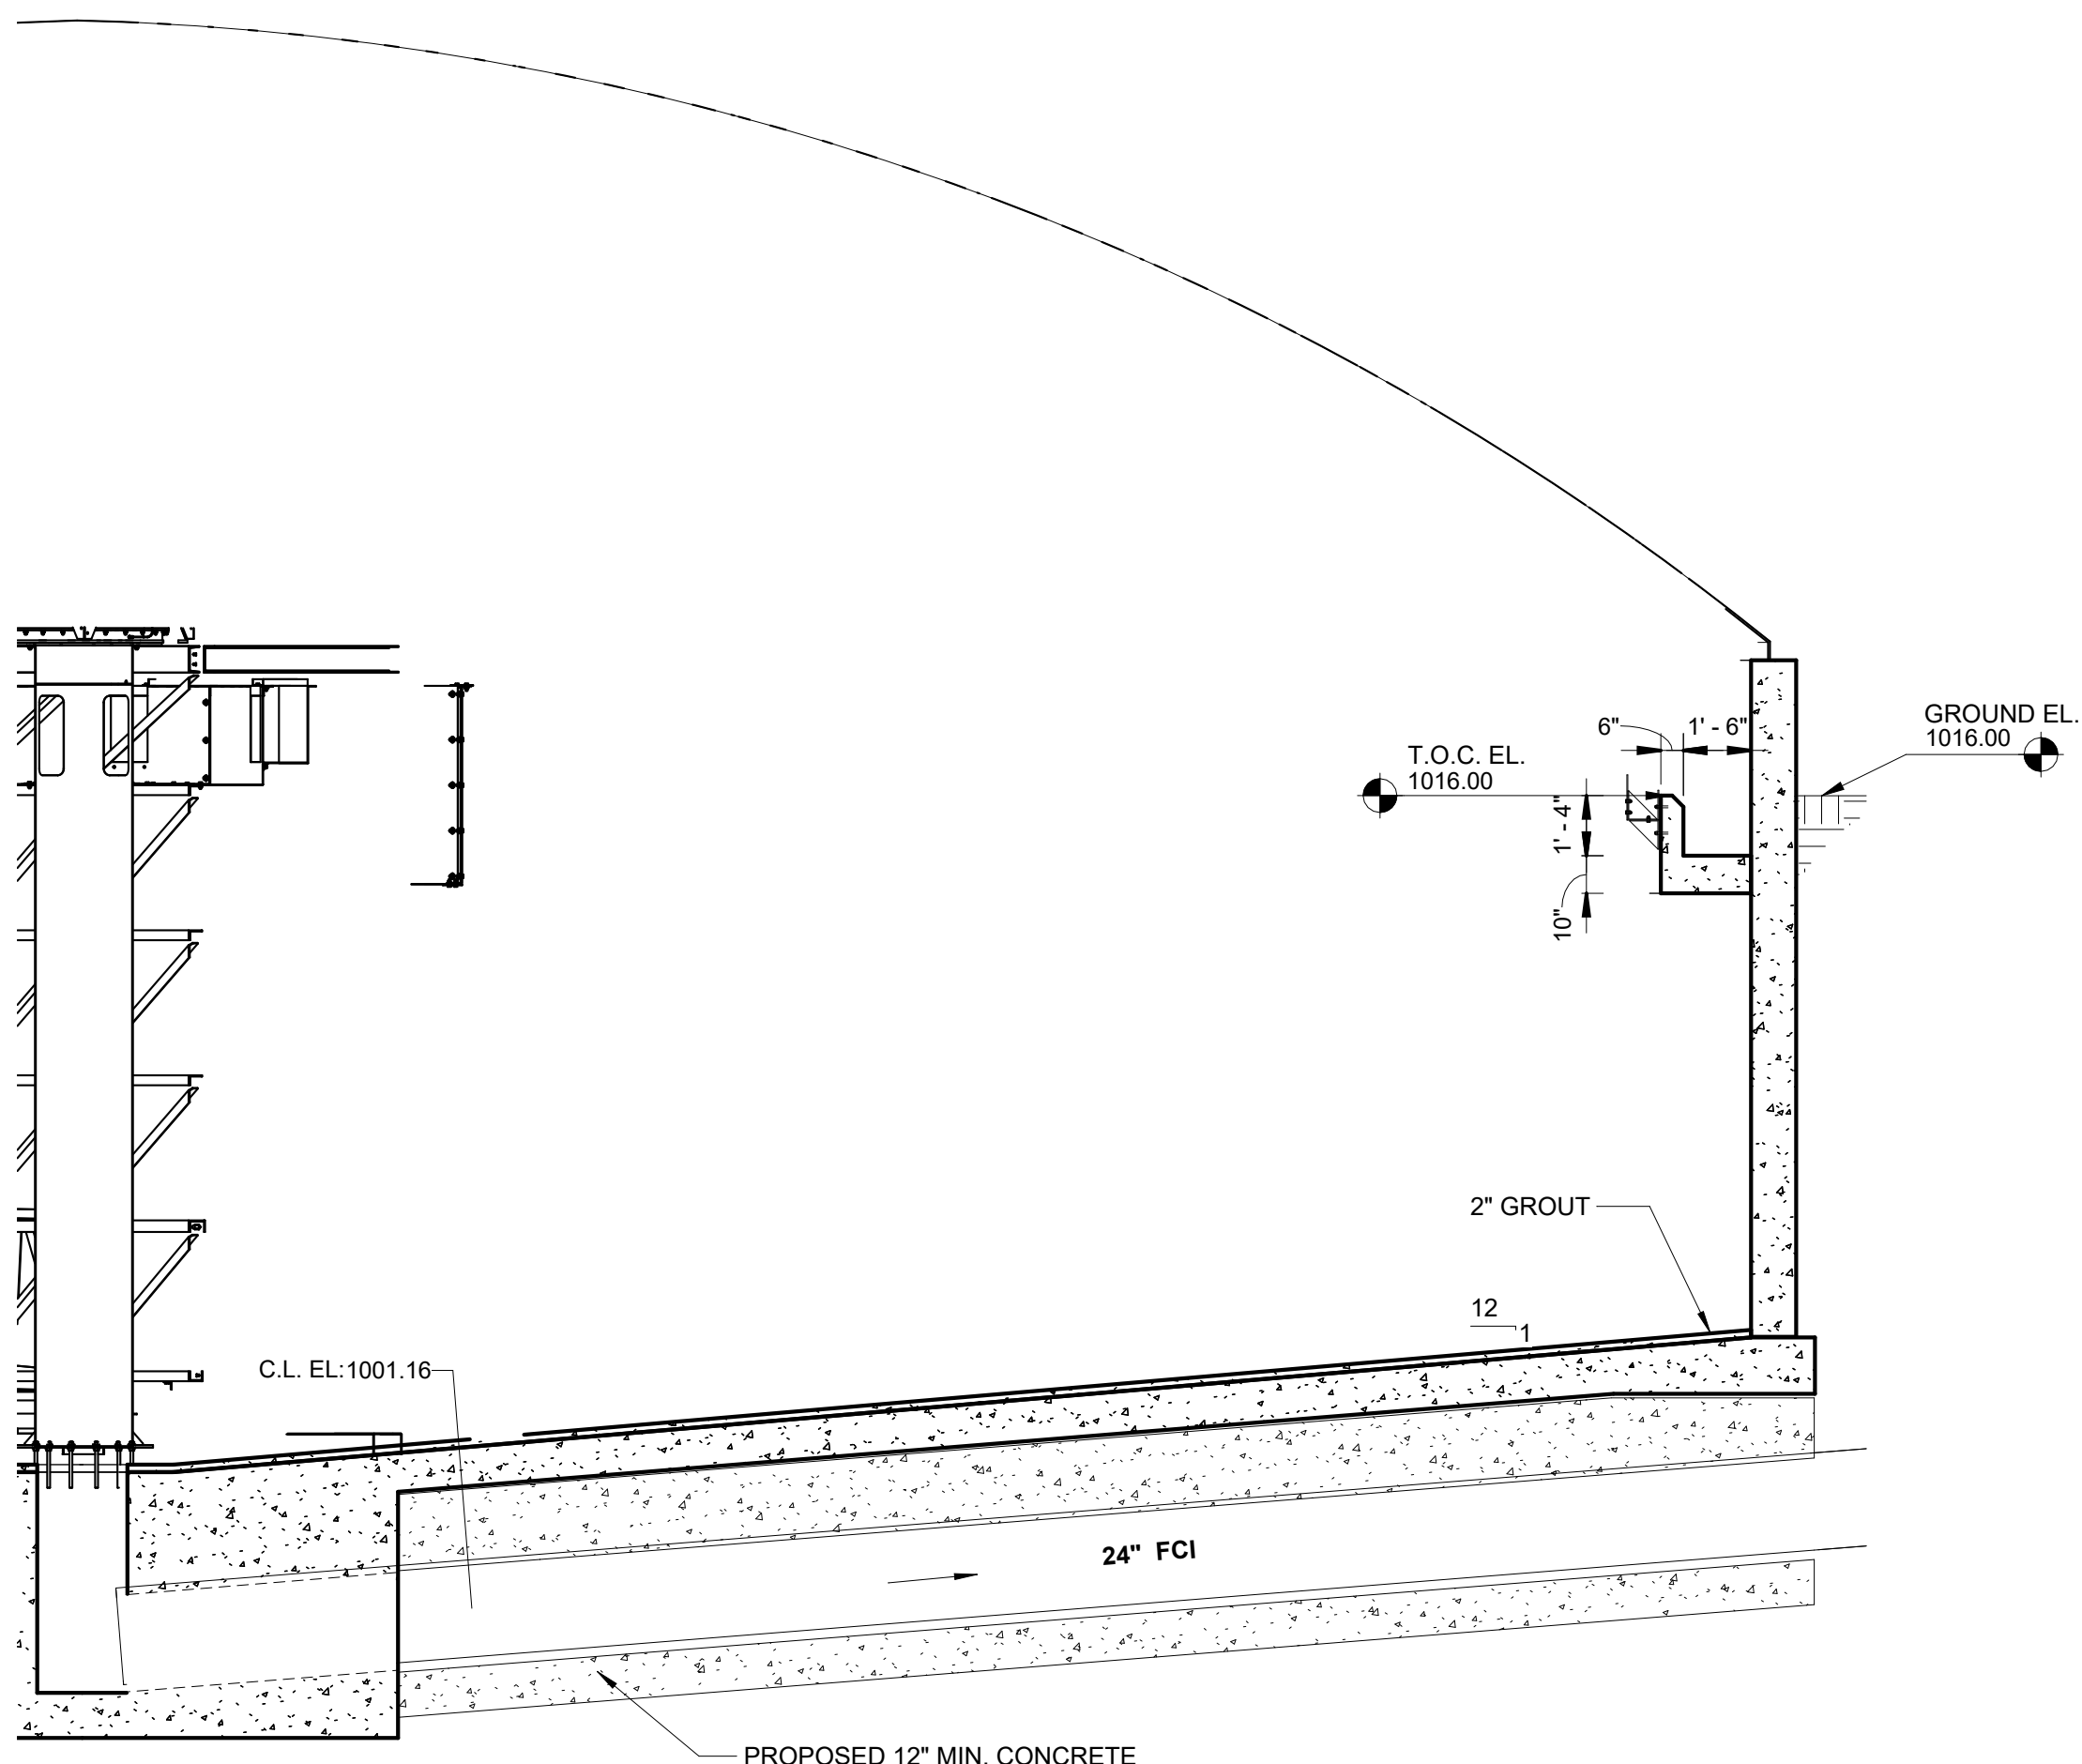 GROUND EL.
1016.00
6"
1' - 6"
T.O.C. EL.
1016.00
1' - 4"
10"
2" GROUT
12
1
C.L. EL:1001.16
24" FCI
PROPOSED 12" MIN. CONCRETE